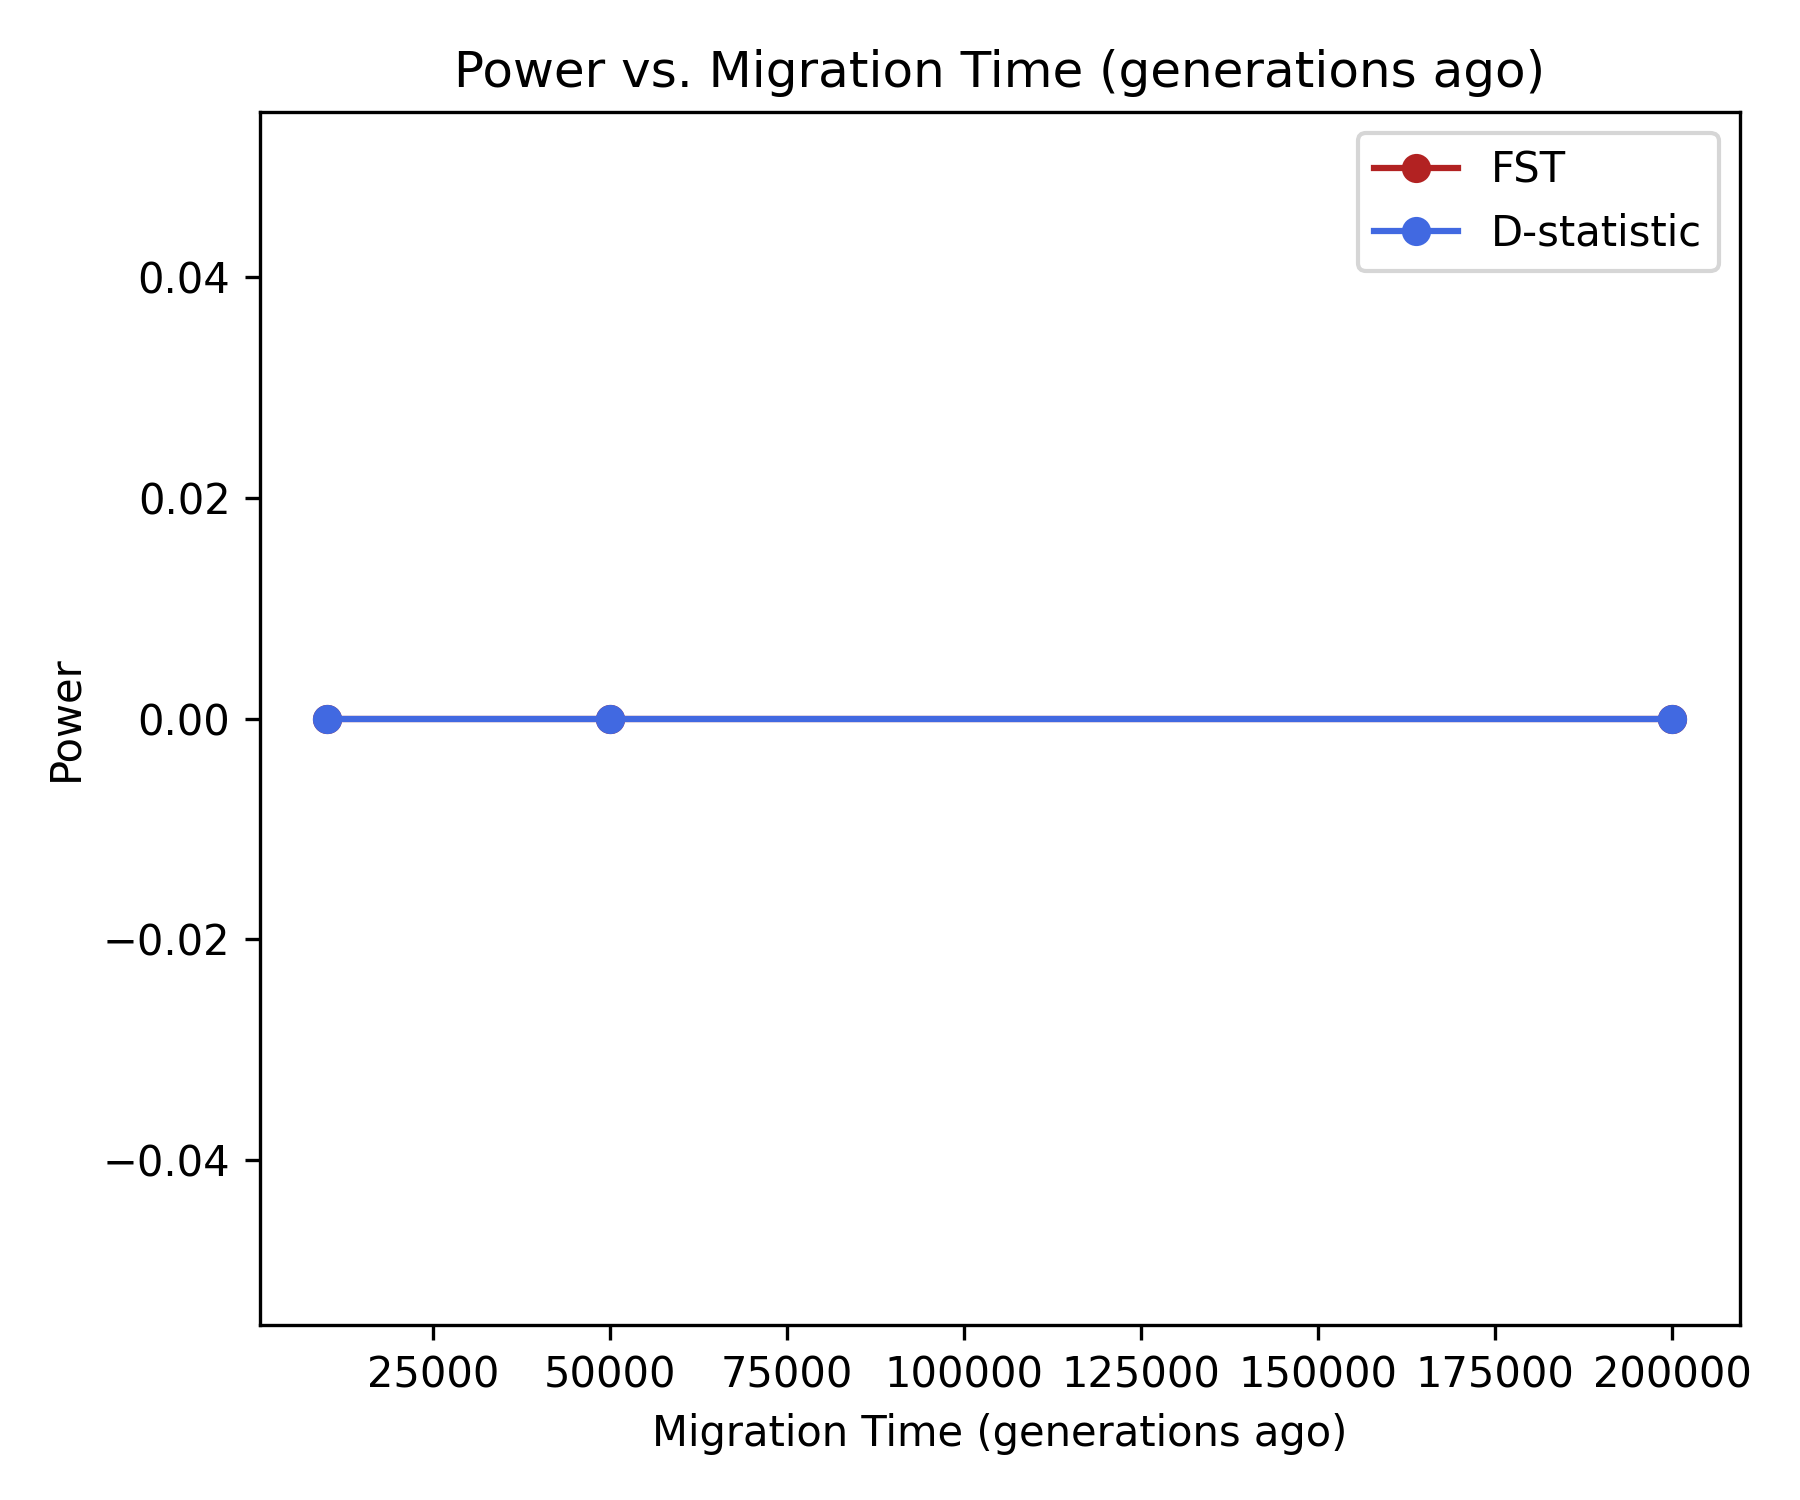 Power vs. Migration Time (generations ago)
FST
D-statistic
0.04
0.02
0.00
−0.02
−0.04
Power
25000 50000 75000 100000 125000 150000 175000 200000
Migration Time (generations ago)